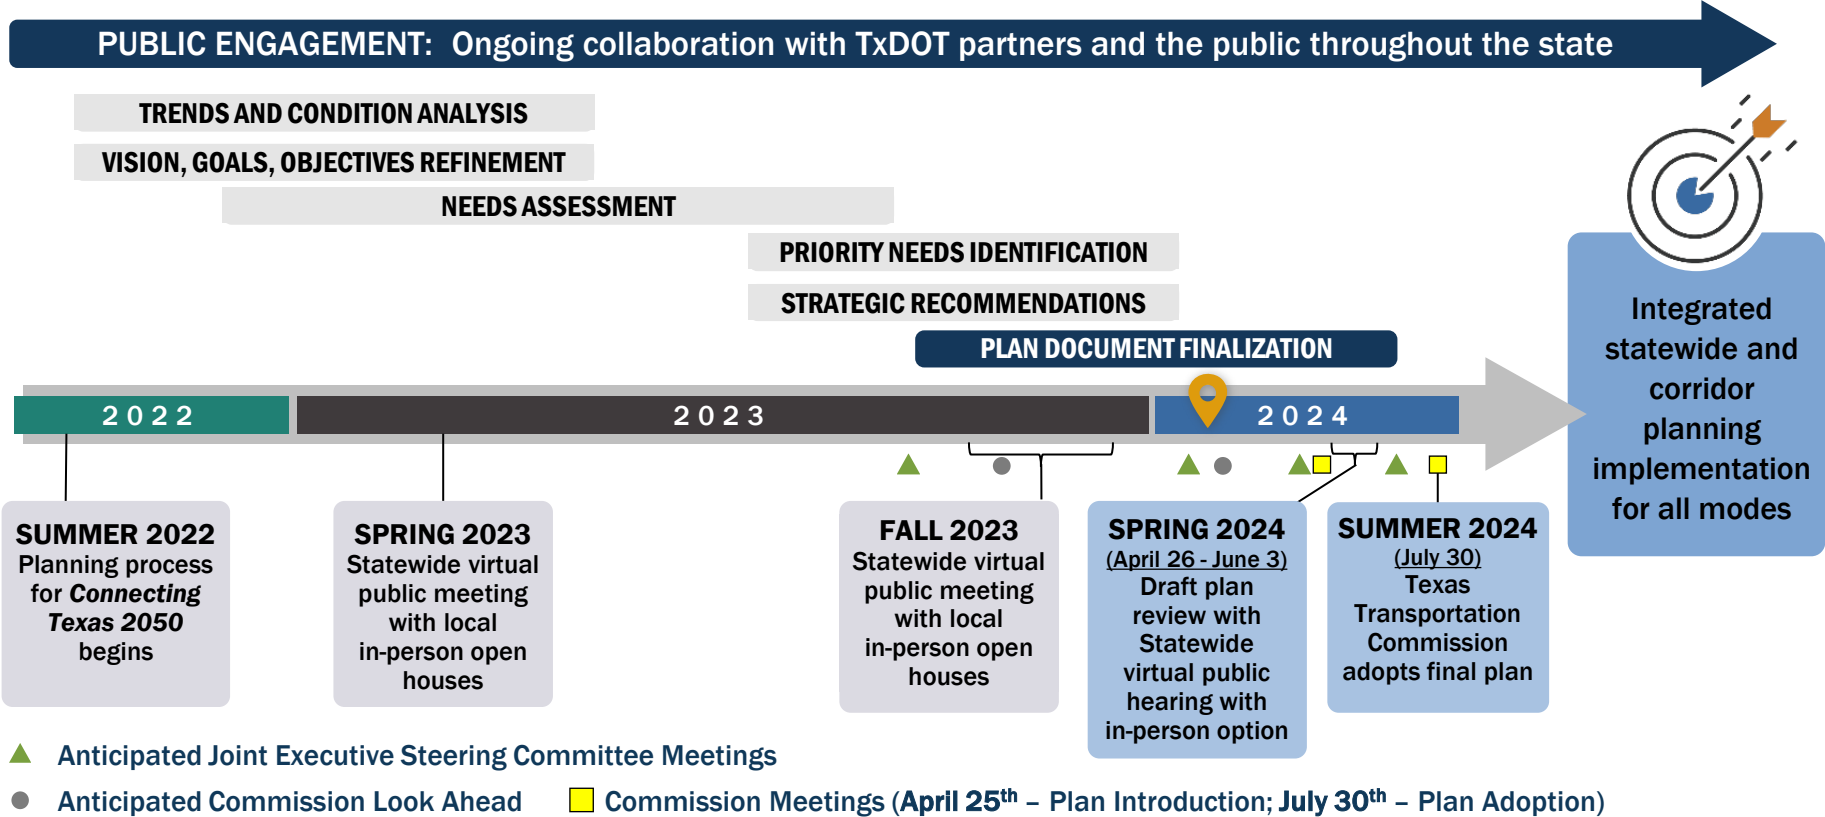 PUBLIC ENGAGEMENT: Ongoing collaboration with TxDOT partners and the public throughout the state
TRENDS AND CONDITION ANALYSIS
VISION, GOALS, OBJECTIVES REFINEMENT
NEEDS ASSESSMENT
PRIORITY NEEDS IDENTIFICATION
STRATEGIC RECOMMENDATIONS
PLAN DOCUMENT FINALIZATION
2022
2023
2024
Integrated
statewide and
corridor
planning
implementation
for all modes
SUMMER 2022
Planning process
for Connecting
Texas 2050
begins
SPRING 2023
Statewide virtual
public meeting
with local
in-person open
houses
FALL 2023
Statewide virtual
public meeting
with local
in-person open
houses
SPRING 2024
(April 26 - June 3)
Draft plan
review with
Statewide
virtual public
hearing with
in-person option
SUMMER 2024
(July 30)
Texas
Transportation
Commission
adopts final plan
Anticipated Joint Executive Steering Committee Meetings
Anticipated Commission Look Ahead
Commission Meetings (April 25th – Plan Introduction; July 30th – Plan Adoption)